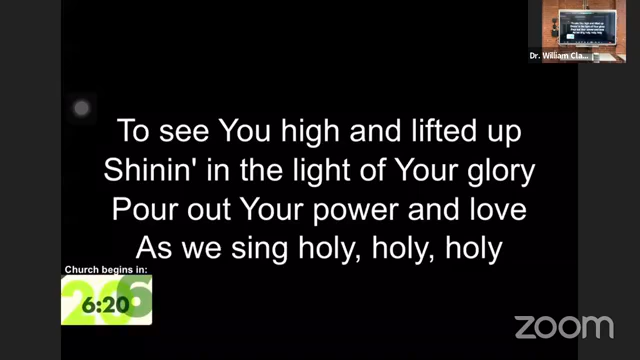 Dr. William Cla...
To see You high and lifted up
Shinin' in the light of Your glory
Pour out Your power and love
As we sing holy, holy, holy
Church begins in:
6:20
zoom